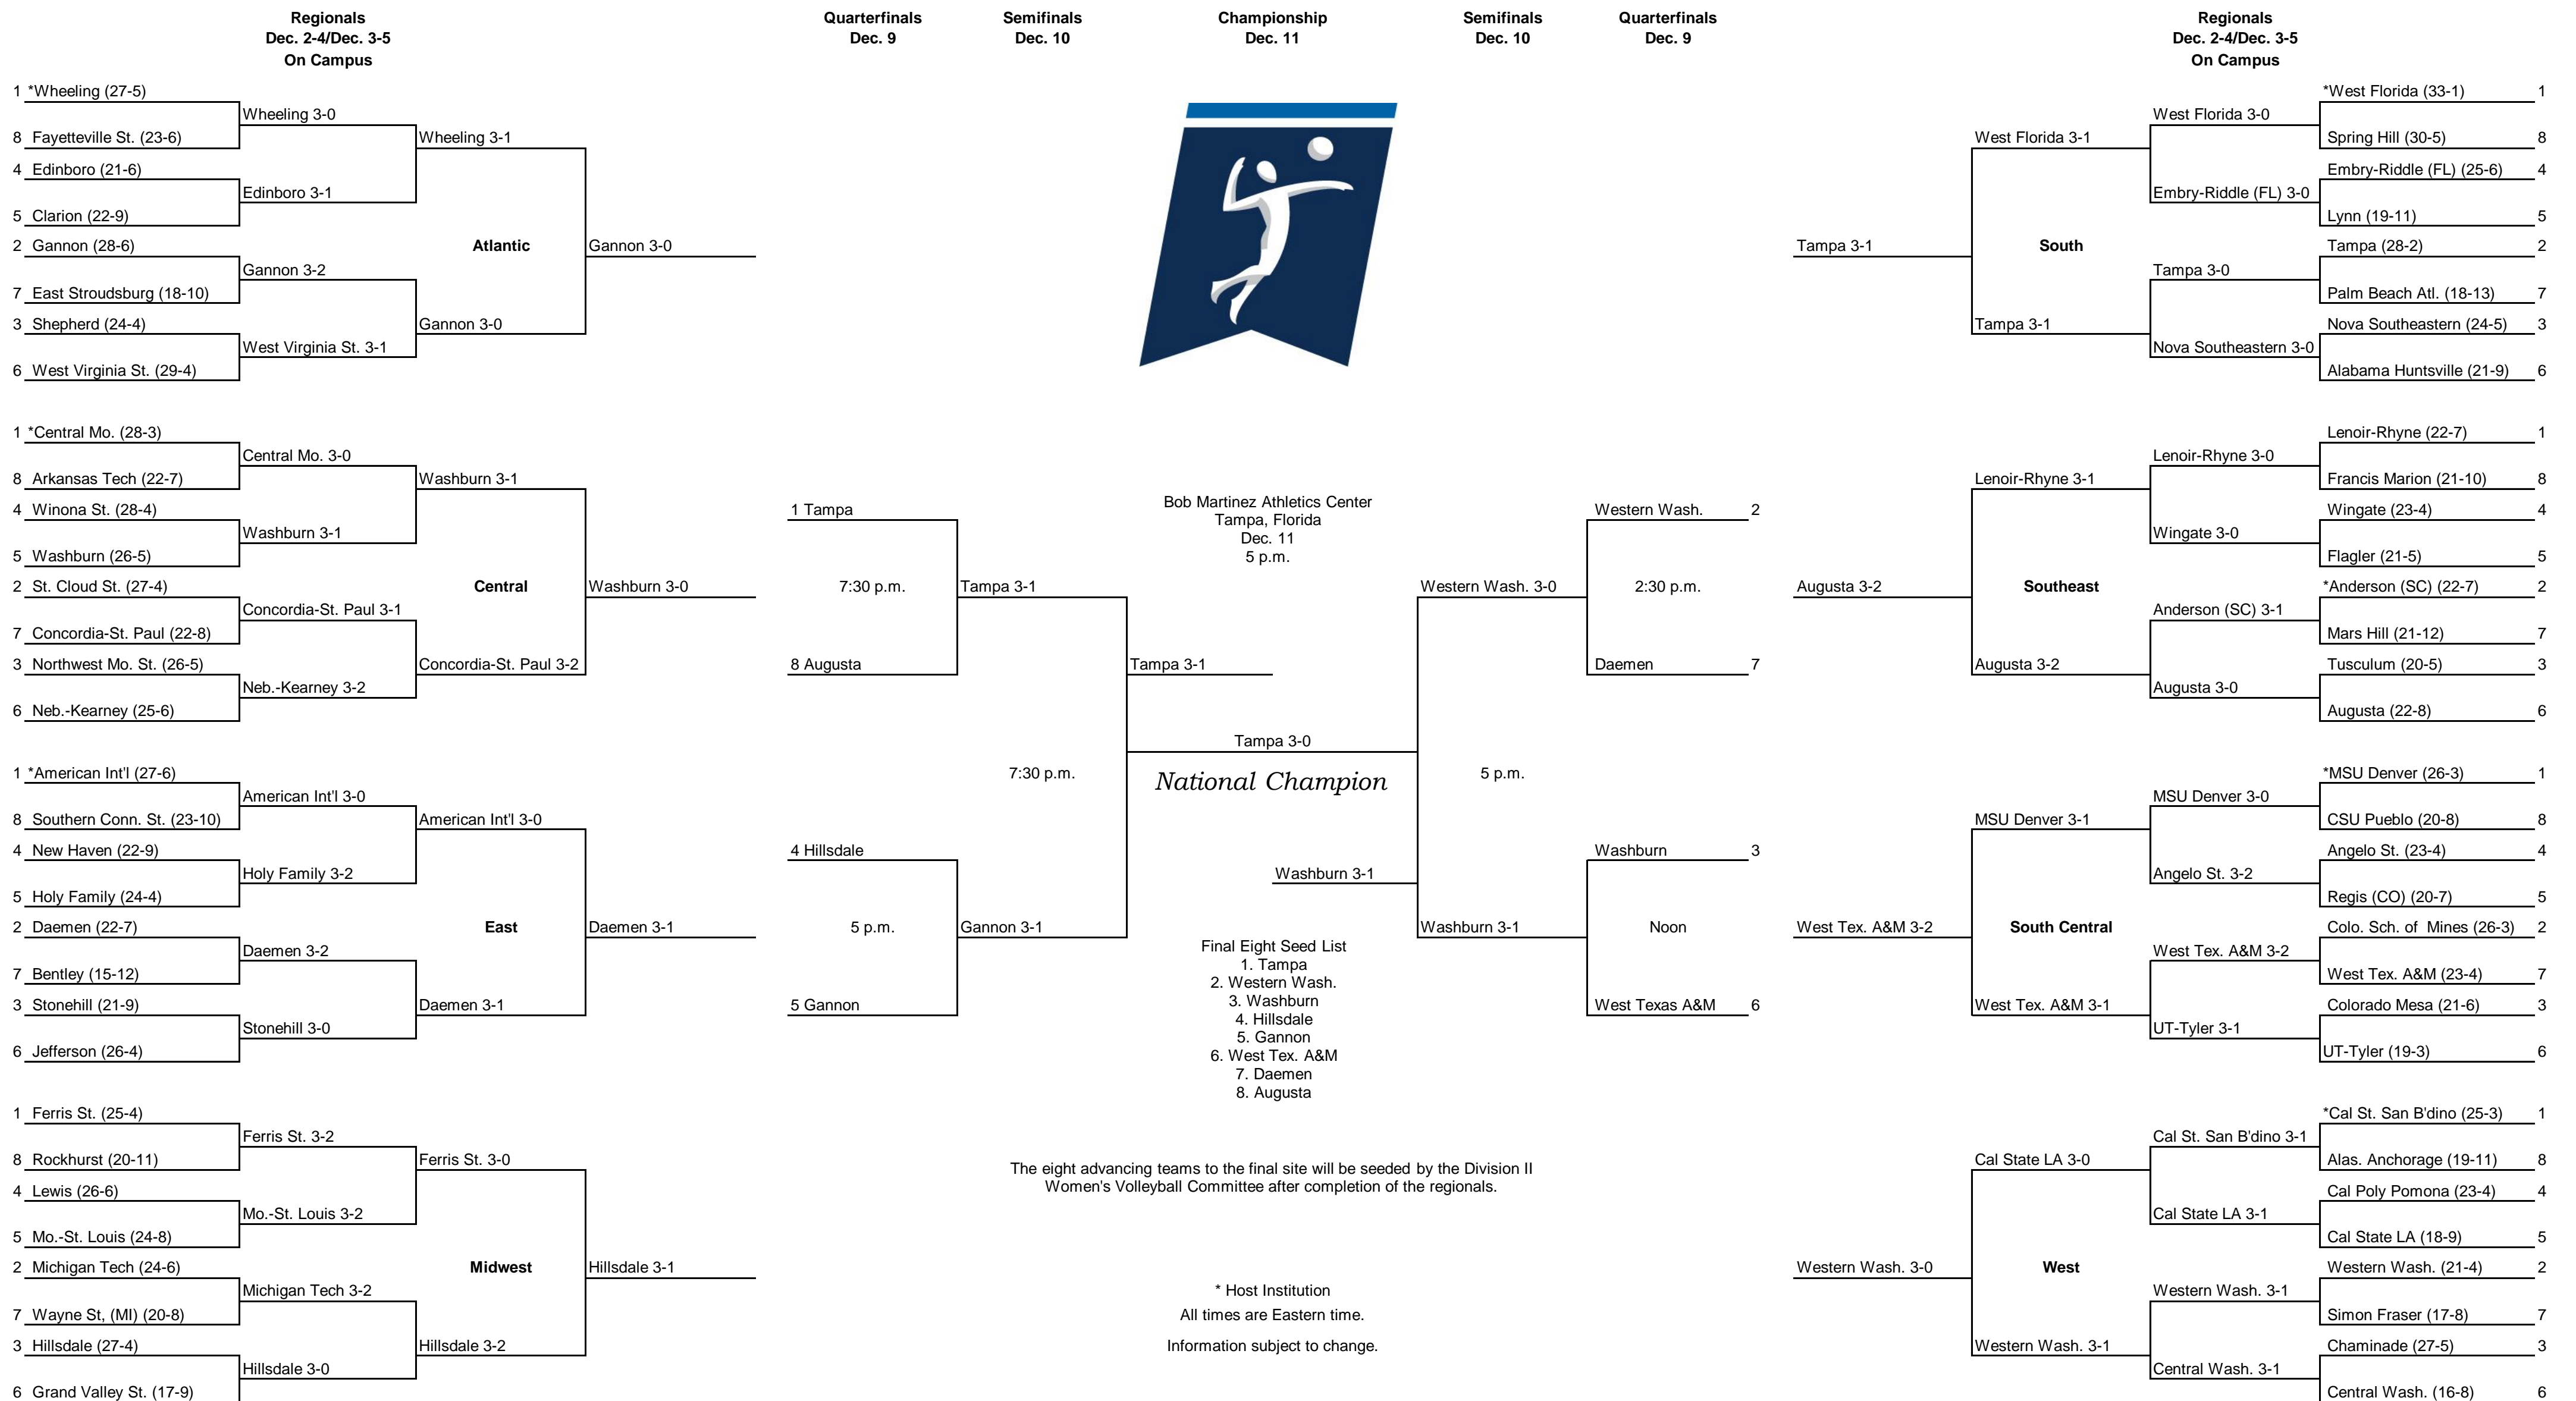 Regionals
Dec. 2-4/Dec. 3-5
On Campus
Quarterfinals
Dec. 9
Semifinals
Dec. 10
Championship
Dec. 11
Semifinals
Dec. 10
Quarterfinals
Dec. 9
Regionals
Dec. 2-4/Dec. 3-5
On Campus
1 *Wheeling (27-5)
Wheeling 3-0
8 Fayetteville St. (23-6)
Wheeling 3-1
4 Edinboro (21-6)
Edinboro 3-1
5 Clarion (22-9)
2 Gannon (28-6)
Atlantic
Gannon 3-0
Gannon 3-2
7 East Stroudsburg (18-10)
3 Shepherd (24-4)
Gannon 3-0
West Virginia St. 3-1
6 West Virginia St. (29-4)
1 *Central Mo. (28-3)
Central Mo. 3-0
8 Arkansas Tech (22-7)
Washburn 3-1
4 Winona St. (28-4)
Washburn 3-1
5 Washburn (26-5)
2 St. Cloud St. (27-4)
Central
Washburn 3-0
Concordia-St. Paul 3-1
7 Concordia-St. Paul (22-8)
3 Northwest Mo. St. (26-5)
Concordia-St. Paul 3-2
Neb.-Kearney 3-2
6 Neb.-Kearney (25-6)
1 *American Int'l (27-6)
American Int'l 3-0
8 Southern Conn. St. (23-10)
American Int'l 3-0
4 New Haven (22-9)
Holy Family 3-2
5 Holy Family (24-4)
2 Daemen (22-7)
East
Daemen 3-1
Daemen 3-2
7 Bentley (15-12)
3 Stonehill (21-9)
Daemen 3-1
Stonehill 3-0
6 Jefferson (26-4)
1 Ferris St. (25-4)
Ferris St. 3-2
8 Rockhurst (20-11)
Ferris St. 3-0
4 Lewis (26-6)
Mo.-St. Louis 3-2
5 Mo.-St. Louis (24-8)
2 Michigan Tech (24-6)
Midwest
Hillsdale 3-1
Michigan Tech 3-2
7 Wayne St, (MI) (20-8)
3 Hillsdale (27-4)
Hillsdale 3-2
Hillsdale 3-0
6 Grand Valley St. (17-9)
1 Tampa
7:30 p.m.
Tampa 3-1
8 Augusta
Tampa 3-1
7:30 p.m.
4 Hillsdale
5 p.m.
Gannon 3-1
5 Gannon
Bob Martinez Athletics Center
Tampa, Florida
Dec. 11
5 p.m.
Tampa 3-0
National Champion
Washburn 3-1
Final Eight Seed List
1. Tampa
2. Western Wash.
3. Washburn
4. Hillsdale
5. Gannon
6. West Tex. A&M
7. Daemen
8. Augusta
The eight advancing teams to the final site will be seeded by the Division II
Women's Volleyball Committee after completion of the regionals.
* Host Institution
All times are Eastern time.
Information subject to change.
Western Wash. 2
Western Wash. 3-0
2:30 p.m.
Daemen 7
5 p.m.
Washburn 3
Washburn 3-1
Noon
West Texas A&M 6
*West Florida (33-1) 1
West Florida 3-0
Spring Hill (30-5) 8
West Florida 3-1
Embry-Riddle (FL) (25-6) 4
Embry-Riddle (FL) 3-0
Lynn (19-11) 5
Tampa 3-1
South
Tampa (28-2) 2
Tampa 3-0
Palm Beach Atl. (18-13) 7
Tampa 3-1
Nova Southeastern (24-5) 3
Nova Southeastern 3-0
Alabama Huntsville (21-9) 6
Lenoir-Rhyne (22-7) 1
Lenoir-Rhyne 3-0
Francis Marion (21-10) 8
Lenoir-Rhyne 3-1
Wingate (23-4) 4
Wingate 3-0
Flagler (21-5) 5
Augusta 3-2
Southeast
*Anderson (SC) (22-7) 2
Anderson (SC) 3-1
Mars Hill (21-12) 7
Augusta 3-2
Tusculum (20-5) 3
Augusta 3-0
Augusta (22-8) 6
*MSU Denver (26-3) 1
MSU Denver 3-0
CSU Pueblo (20-8) 8
MSU Denver 3-1
Angelo St. (23-4) 4
Angelo St. 3-2
Regis (CO) (20-7) 5
West Tex. A&M 3-2
South Central
Colo. Sch. of Mines (26-3) 2
West Tex. A&M 3-2
West Tex. A&M (23-4) 7
West Tex. A&M 3-1
Colorado Mesa (21-6) 3
UT-Tyler 3-1
UT-Tyler (19-3) 6
*Cal St. San B'dino (25-3) 1
Cal St. San B'dino 3-1
Alas. Anchorage (19-11) 8
Cal State LA 3-0
Cal Poly Pomona (23-4) 4
Cal State LA 3-1
Cal State LA (18-9) 5
Western Wash. 3-0
West
Western Wash. (21-4) 2
Western Wash. 3-1
Simon Fraser (17-8) 7
Western Wash. 3-1
Chaminade (27-5) 3
Central Wash. 3-1
Central Wash. (16-8) 6